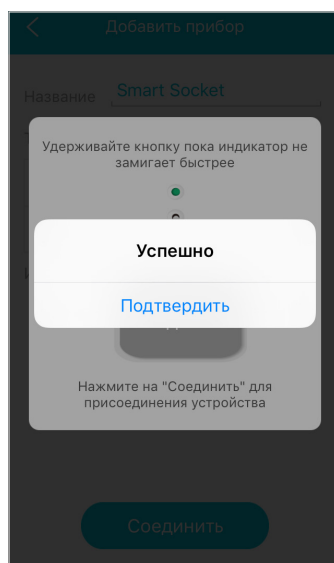 Добавить прибор
Название Smart Socket
Удерживайте кнопку пока индикатор не
замигает быстрее
Успешно
Подтвердить
Нажмите на "Соединить" для
присоединения устройства
Соединить